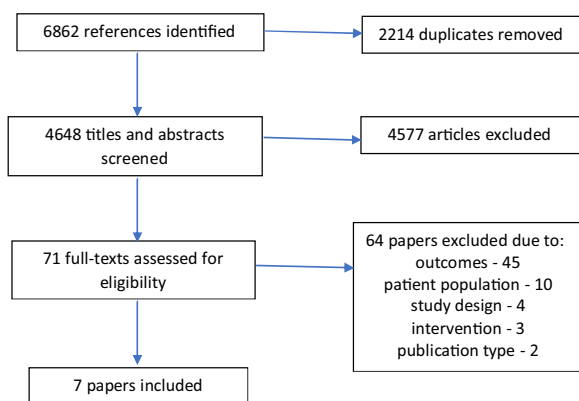 6862 references identified
2214 duplicates removed
4648 titles and abstracts
screened
4577 articles excluded
71 full-texts assessed for
eligibility
64 papers excluded due to:
outcomes - 45
patient population - 10
study design - 4
intervention - 3
publication type - 2
7 papers included